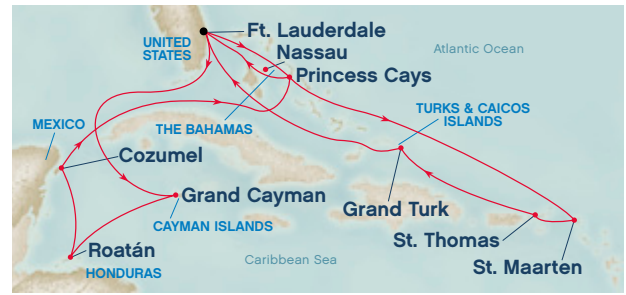 Ft. Lauderdale
UNITED
STATES
Nassau
Atlantic Ocean
Princess Cays
TURKS & CAICOS
ISLANDS
MEXICO
THE BAHAMAS
Cozumel
Grand Cayman
CAYMAN ISLANDS
Grand Turk
St. Thomas
Roatán
HONDURAS
Caribbean Sea
St. Maarten